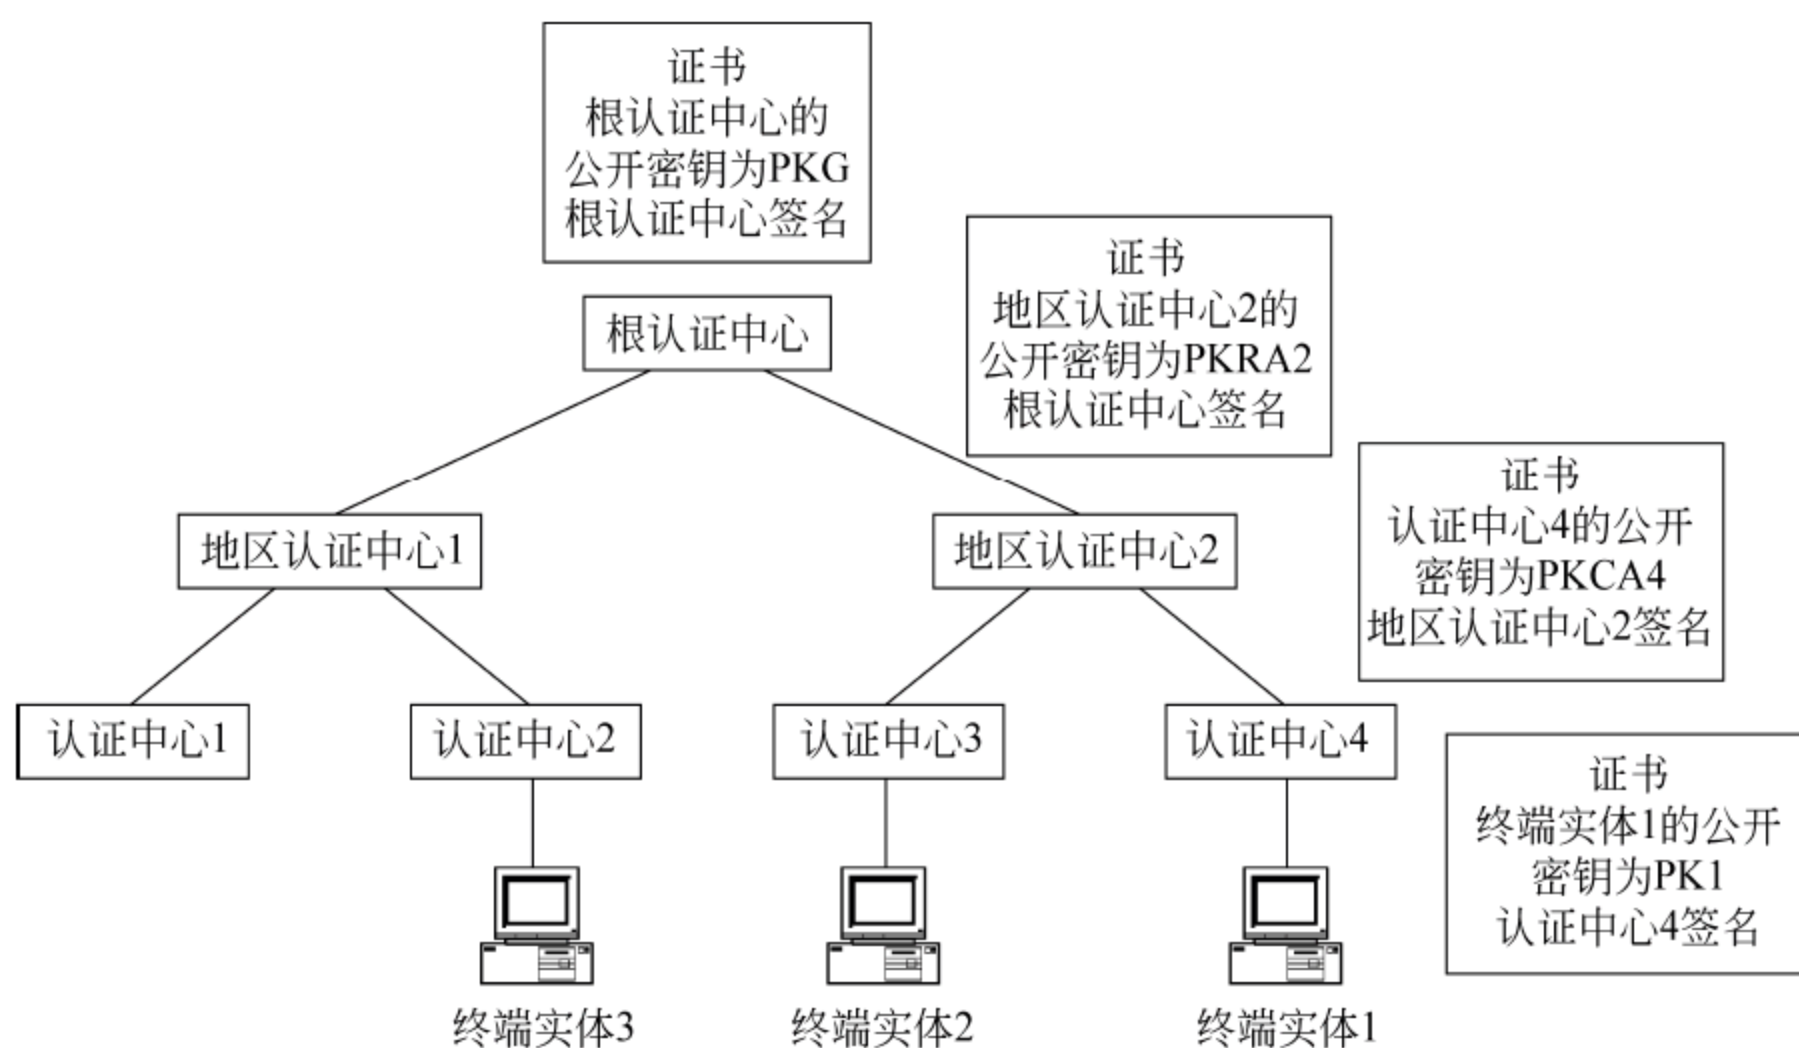 证书
根认证中心的
公开密钥为PKG
根认证中心签名
证书
地区认证中心2的
公开密钥为PKRA2
根认证中心签名
根认证中心
证书
认证中心4的公开
密钥为PKCA4
地区认证中心2签名
地区认证中心1
地区认证中心2
认证中心1
认证中心2
认证中心3
认证中心4
证书
终端实体1的公开
密钥为PK1
认证中心4签名
终端实体3
终端实体2
终端实体1